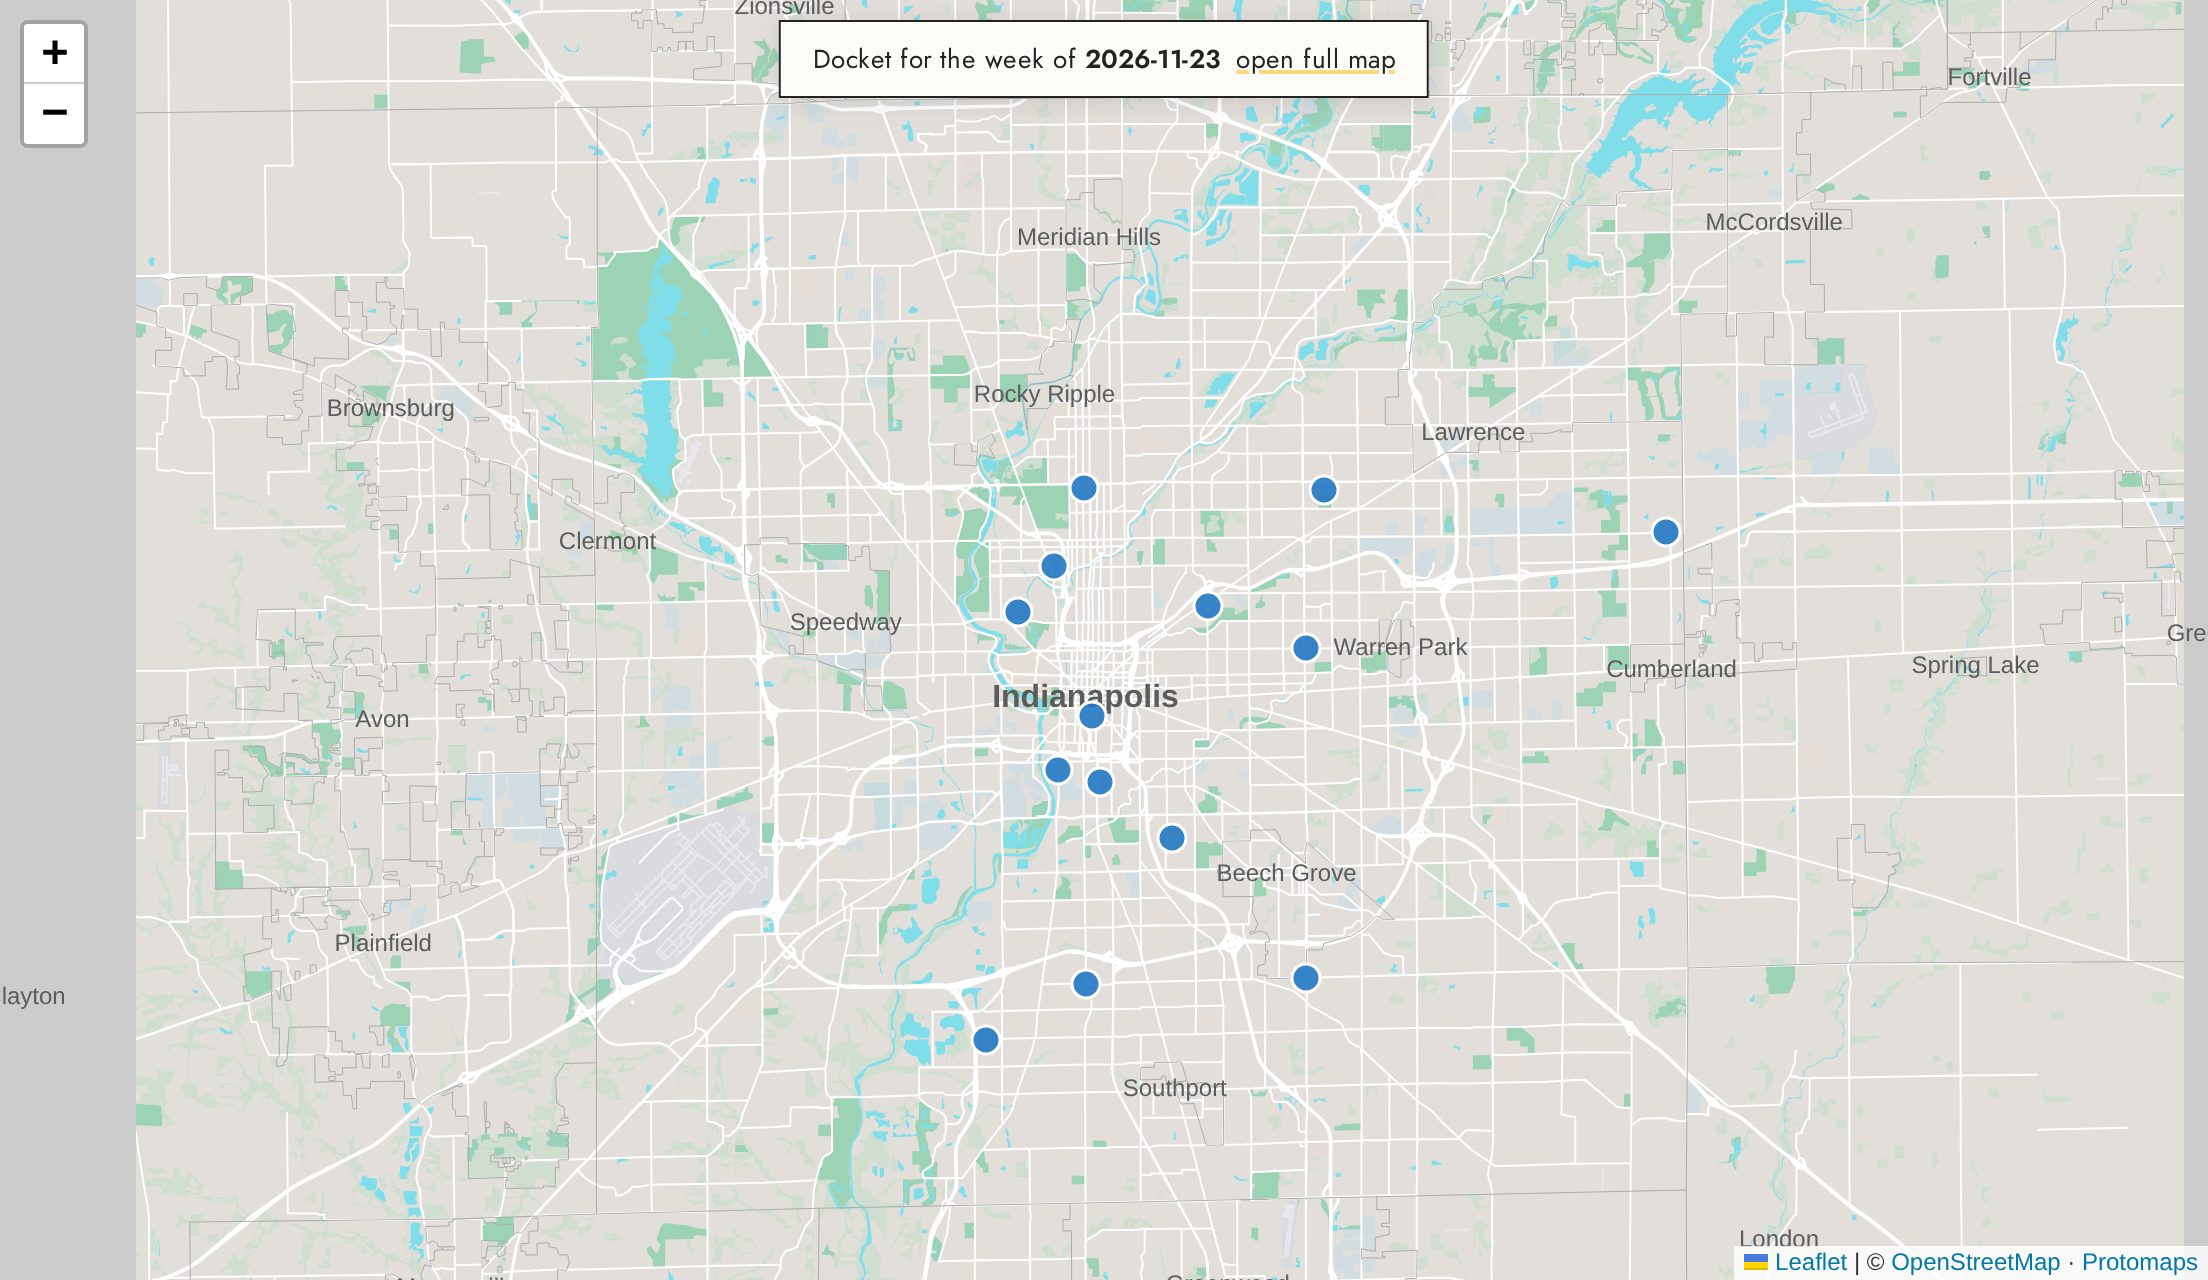 Zionsville
+
Docket for the week of 2026-11-23 open full map
Fortville
−
McCordsville
Meridian Hills
Rocky Ripple
Brownsburg
Lawrence
Clermont
Speedway
Warren Park
Gre
Cumberland
Spring Lake
Indianapolis
Avon
Beech Grove
Plainfield
layton
Southport
London
Leaflet | © OpenStreetMap · Protomaps